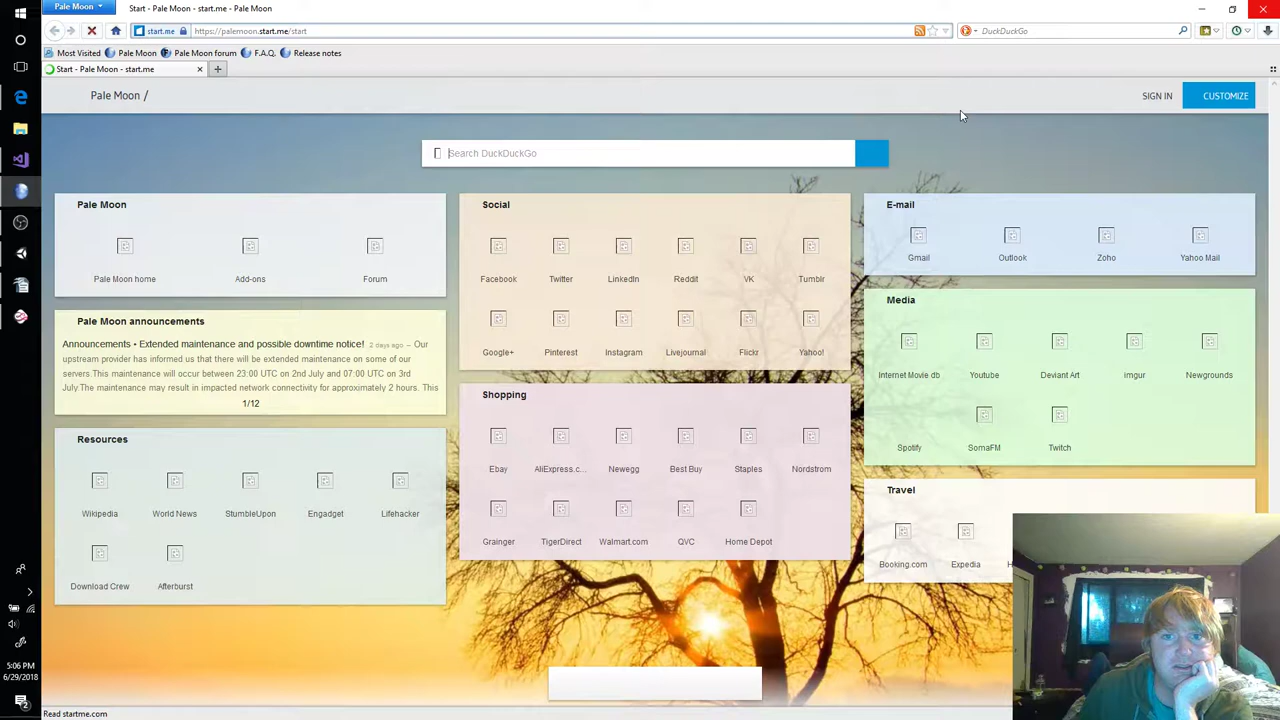 Pale Moon
Start - Pale Moon - start.me - Pale Moon
start.me
https://palemoon.start.me/start
DuckDuckGo
Most Visited
Pale Moon
Pale Moon forum
F.A.Q.
Release notes
Start - Pale Moon - start.me
Pale Moon /
SIGN IN
CUSTOMIZE
Search DuckDuckGo
Pale Moon
Pale Moon home
Add-ons
Forum
Pale Moon announcements
Announcements • Extended maintenance and possible downtime notice! 2 days ago – Our
upstream provider has informed us that there will be extended maintenance on some of our
servers.This maintenance will occur between 23:00 UTC on 2nd July and 07:00 UTC on 3rd
July.The maintenance may result in impacted network connectivity for approximately 2 hours. This
1/12
Resources
Wikipedia
World News
StumbleUpon
Engadget
Lifehacker
Download Crew
Afterburst
Social
Facebook
Twitter
LinkedIn
Reddit
VK
Tumblr
Google+
Pinterest
Instagram
Livejournal
Flickr
Yahoo!
Shopping
Ebay
AliExpress.c...
Newegg
Best Buy
Staples
Nordstrom
Grainger
TigerDirect
Walmart.com
QVC
Home Depot
E-mail
Gmail
Outlook
Zoho
Yahoo Mail
Media
Internet Movie db
Youtube
Deviant Art
imgur
Newgrounds
Spotify
SomaFM
Twitch
Travel
Booking.com
Expedia
5:06 PM
6/29/2018
2
Read startme.com